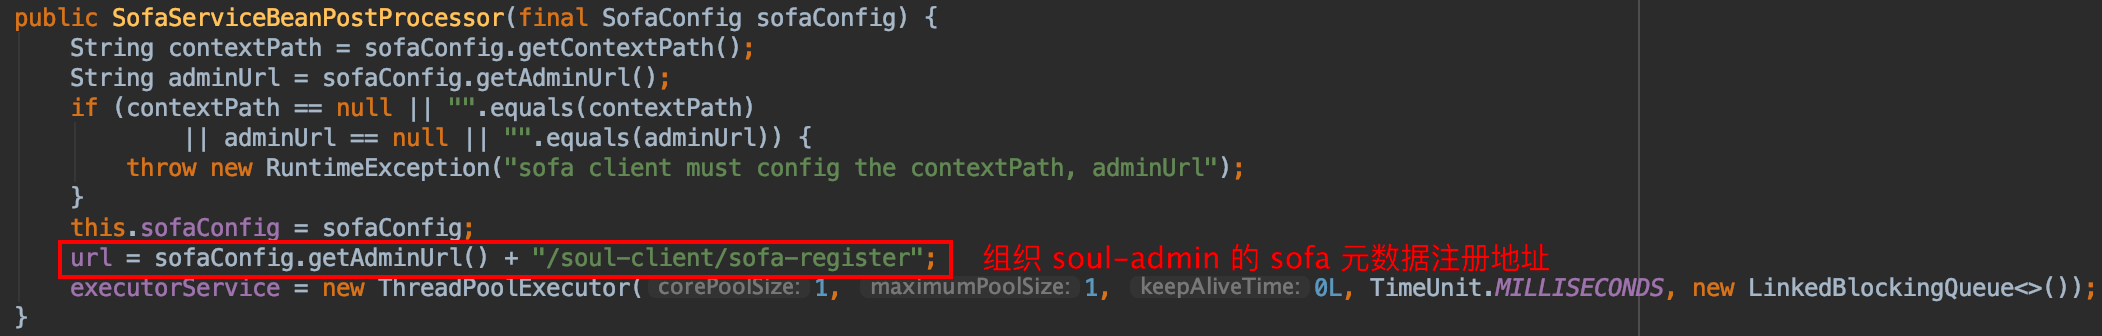 public SofaServiceBeanPostProcessor(final SofaConfig sofaConfig) {
    String contextPath = sofaConfig.getContextPath();
    String adminUrl = sofaConfig.getAdminUrl();
    if (contextPath == null || "".equals(contextPath)
            || adminUrl == null || "".equals(adminUrl)) {
        throw new RuntimeException("sofa client must config the contextPath, adminUrl");
    }
    this.sofaConfig = sofaConfig;
    url = sofaConfig.getAdminUrl() + "/soul-client/sofa-register"; 组织 soul-admin 的 sofa 元数据注册地址
    executorService = new ThreadPoolExecutor( corePoolSize: 1, maximumPoolSize: 1, keepAliveTime: 0L, TimeUnit.MILLISECONDS, new LinkedBlockingQueue<>());
}